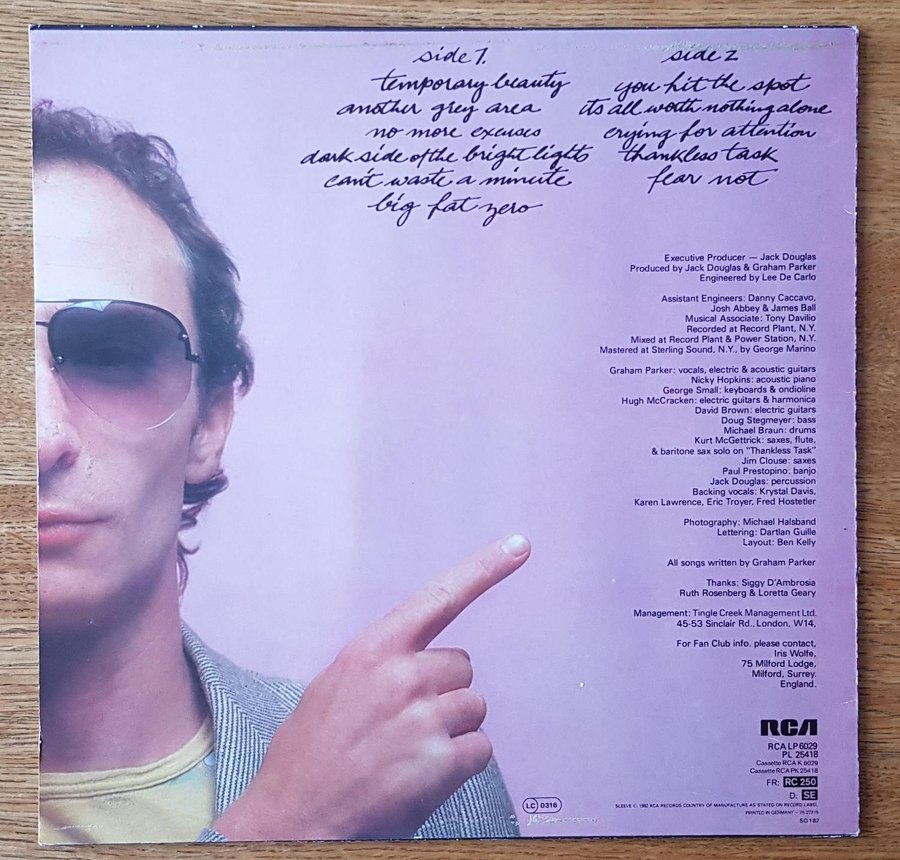 side 1.
temporary beauty
another grey area
no more excuses
dark side of the bright lights
can't waste a minute
big fat zero
side 2
you hit the spot
its all worth nothing alone
crying for attention
thankless task
fear not
Executive Producer — Jack Douglas
Produced by Jack Douglas & Graham Parker
Engineered by Lee De Carlo
Assistant Engineers: Danny Caccavo,
Josh Abbey & James Ball
Musical Associate: Tony Davilio
Recorded at Record Plant, N.Y.
Mixed at Record Plant & Power Station, N.Y.
Mastered at Sterling Sound, N.Y., by George Marino
Graham Parker: vocals, electric & acoustic guitars
Nicky Hopkins: acoustic piano
George Small: keyboards & ondioline
Hugh McCracken: electric guitars & harmonica
David Brown: electric guitars
Doug Stegmeyer: bass
Michael Braun: drums
Kurt McGettrick: saxes, flute,
& baritone sax solo on "Thankless Task"
Jim Clouse: saxes
Paul Prestopino: banjo
Jack Douglas: percussion
Backing vocals: Krystal Davis,
Karen Lawrence, Eric Troyer, Fred Hostetler
Photography: Michael Halsband
Lettering: Dartlan Guille
Layout: Ben Kelly
All songs written by Graham Parker
Thanks: Siggy D'Ambrosia
Ruth Rosenberg & Loretta Geary
Management: Tingle Creek Management Ltd.
45-53 Sinclair Rd., London, W14,
For Fan Club info. please contact,
Iris Wolfe,
75 Milford Lodge,
Milford, Surrey.
England.
RCA
RCA LP 6029
PL 25418
Cassette RCA K 6029
Cassette RCA PK 25418
FR: RC 250
D: SE
LC 0316
SLEEVE © 1982 RCA RECORDS COUNTRY OF MANUFACTURE AS STATED ON RECORD LABEL,
PRINTED IN GERMANY
SO 182